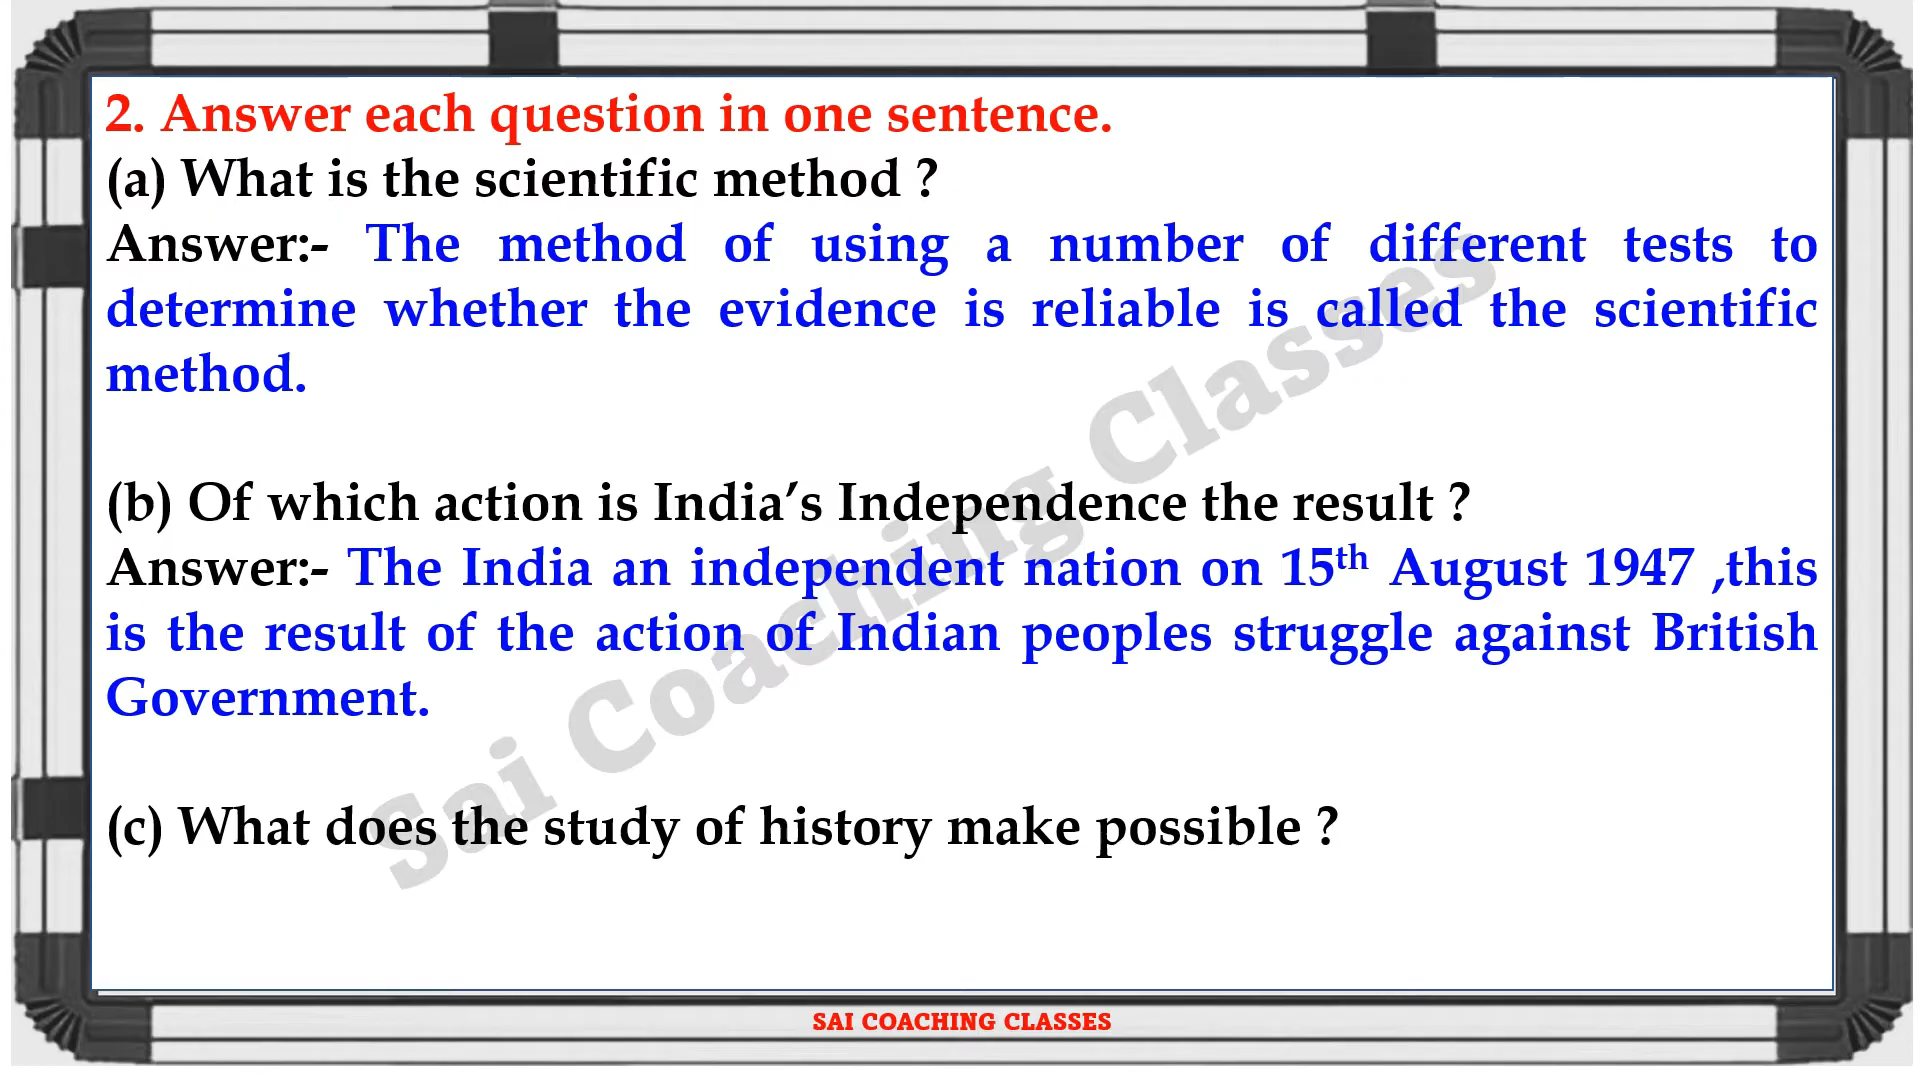 2. Answer each question in one sentence.
(a) What is the scientific method ?
Answer:- The method of using a number of different tests to
determine whether the evidence is reliable is called the scientific
method.
(b) Of which action is India’s Independence the result ?
Answer:- The India an independent nation on 15th August 1947 ,this
is the result of the action of Indian peoples struggle against British
Government.
(c) What does the study of history make possible ?
Sai Coaching Classes
SAI COACHING CLASSES